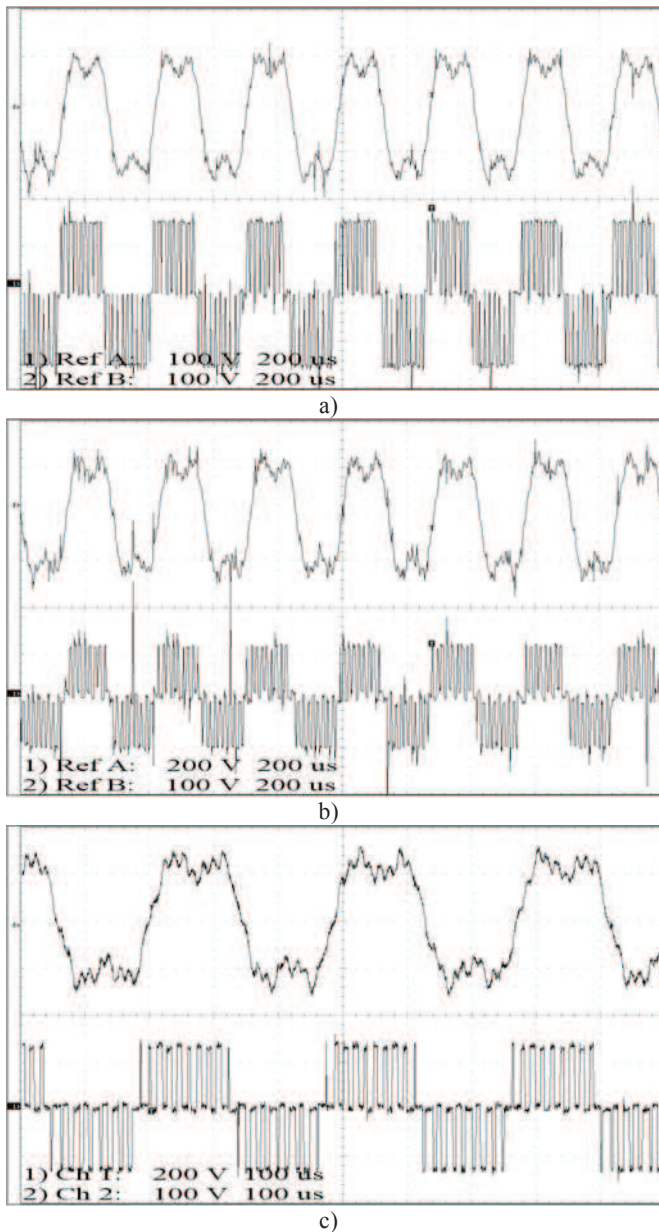 1) Ref A: 100 V 200 us
2) Ref B: 100 V 200 us
a)
1) Ref A: 200 V 200 us
2) Ref B: 100 V 200 us
b)
1) Ch 1: 200 V 100 us
2) Ch 2: 100 V 100 us
c)